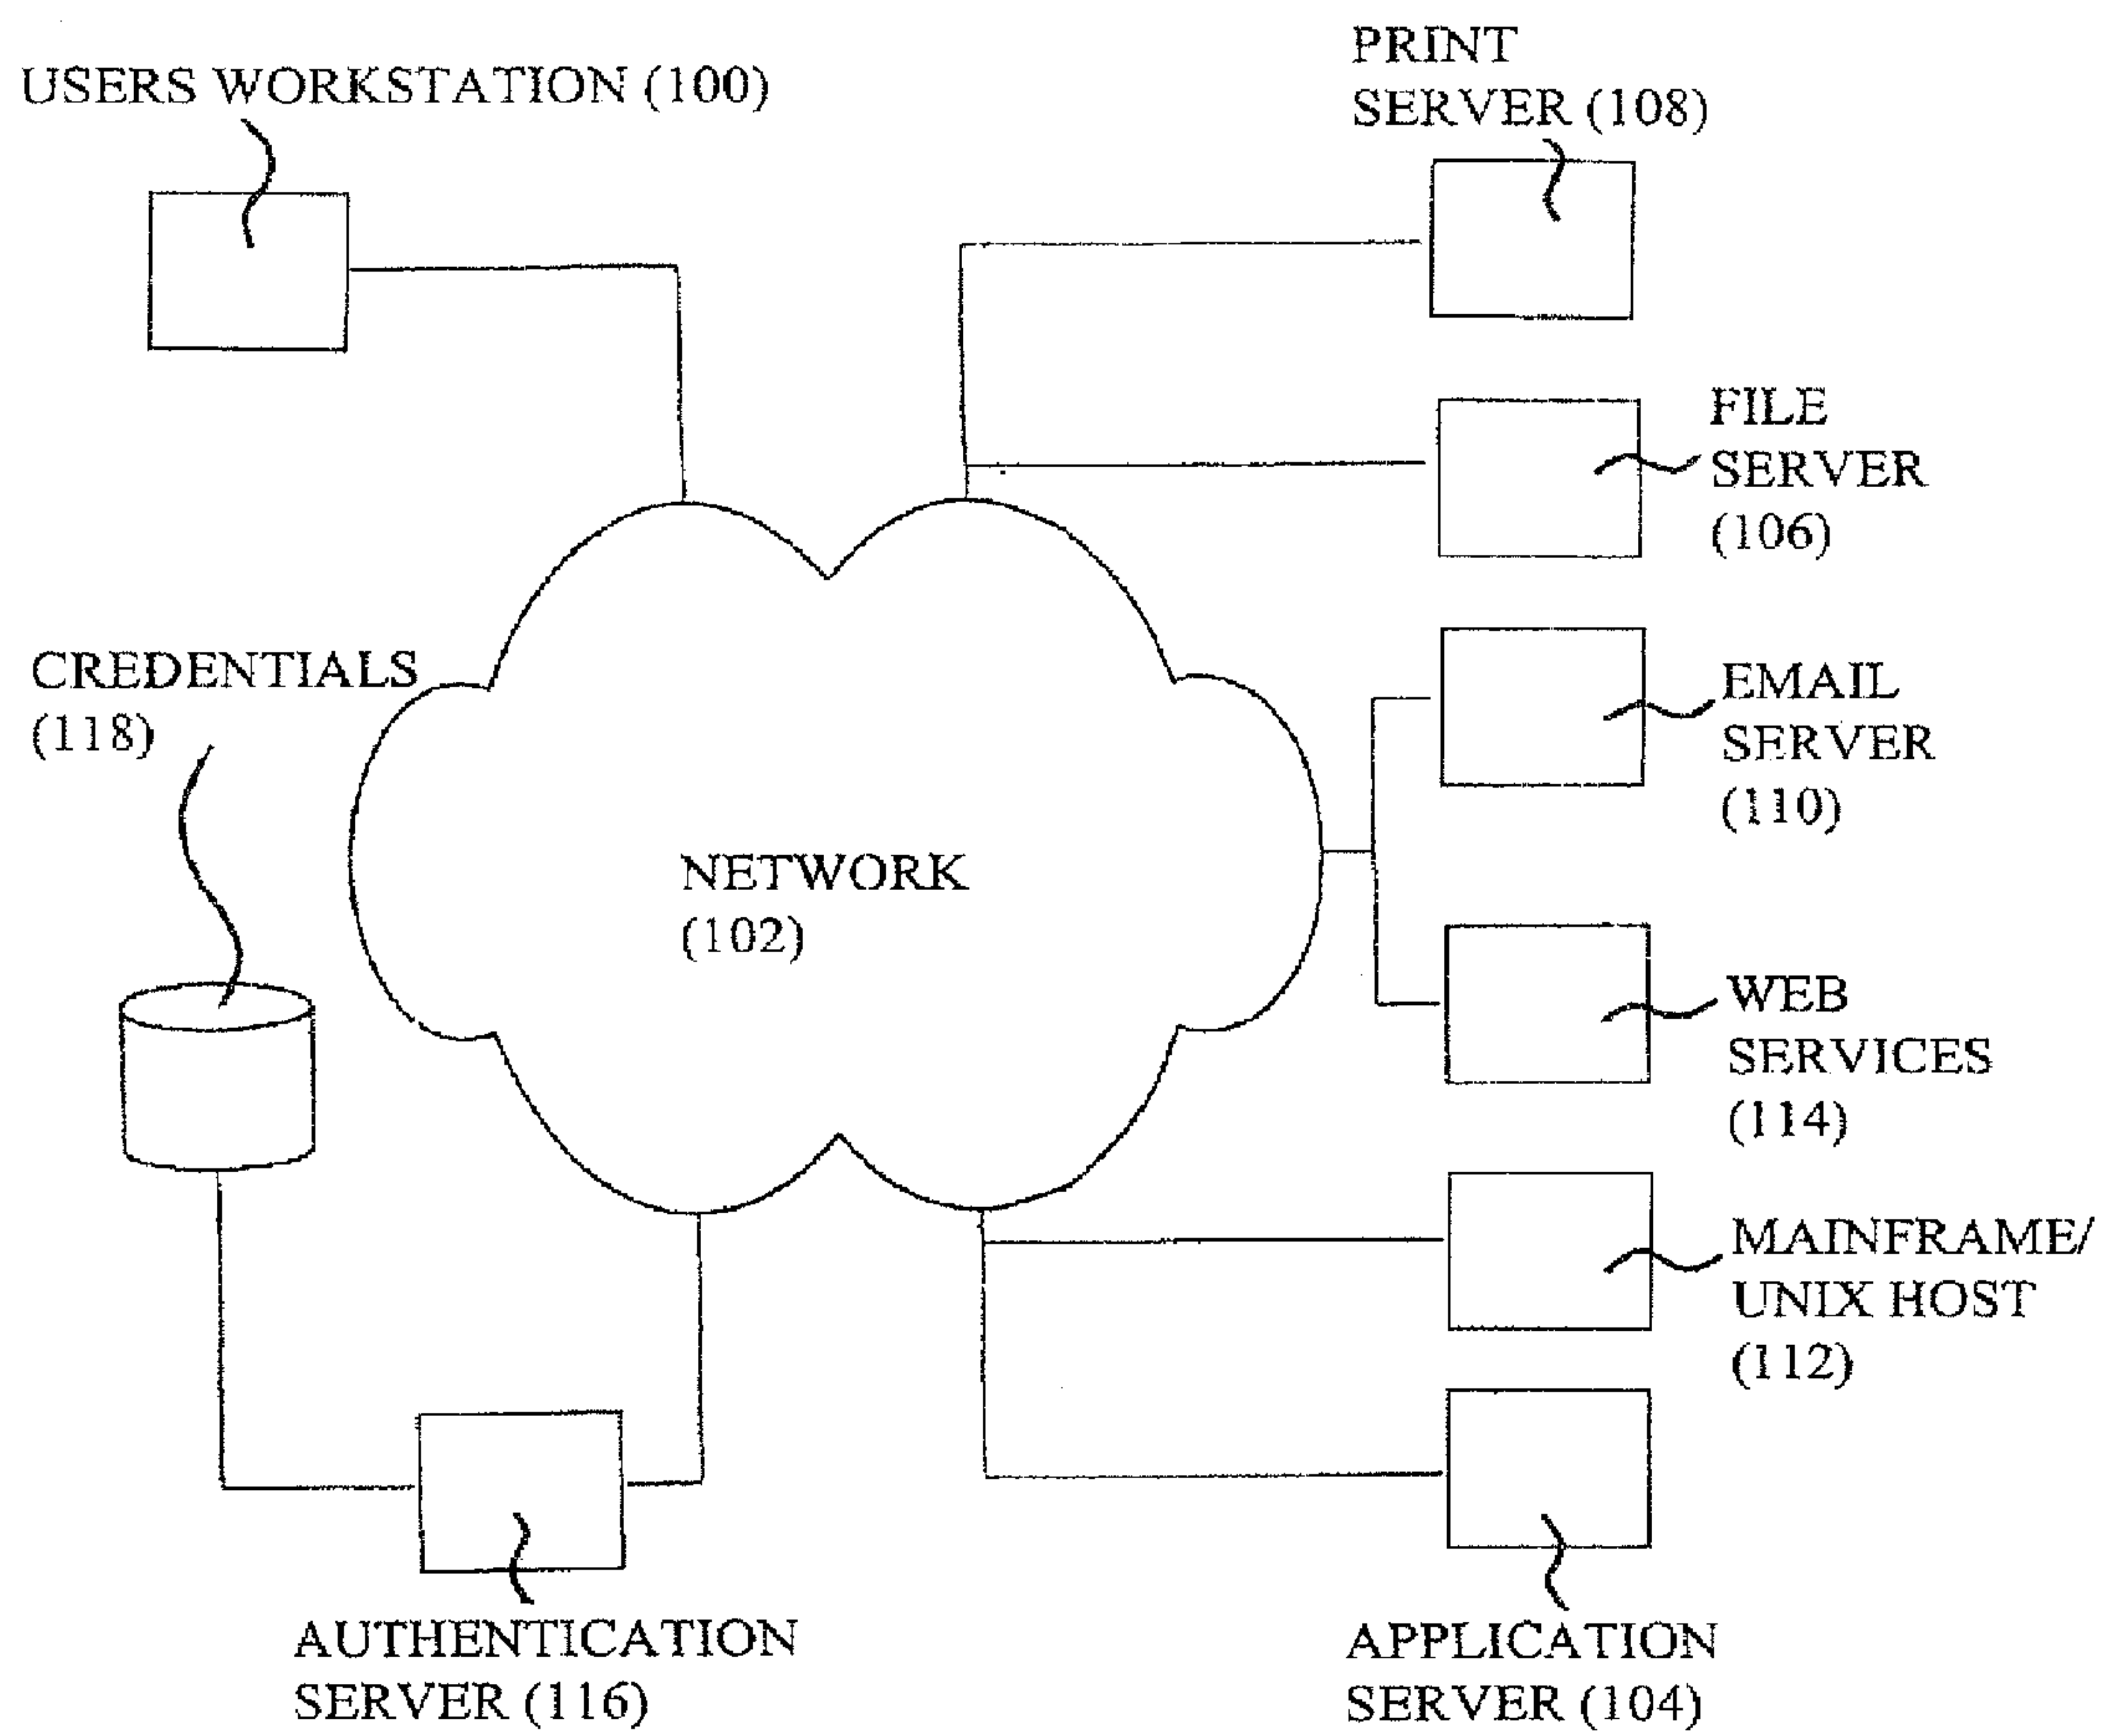 USERS WORKSTATION (100)
PRINT
SERVER (108)
FILE
SERVER
(106)
CREDENTIALS
(118)
EMAIL
SERVER
(110)
NETWORK
(102)
WEB
SERVICES
(114)
MAINFRAME/
UNIX HOST
(112)
AUTHENTICATION
SERVER (116)
APPLICATION
SERVER (104)